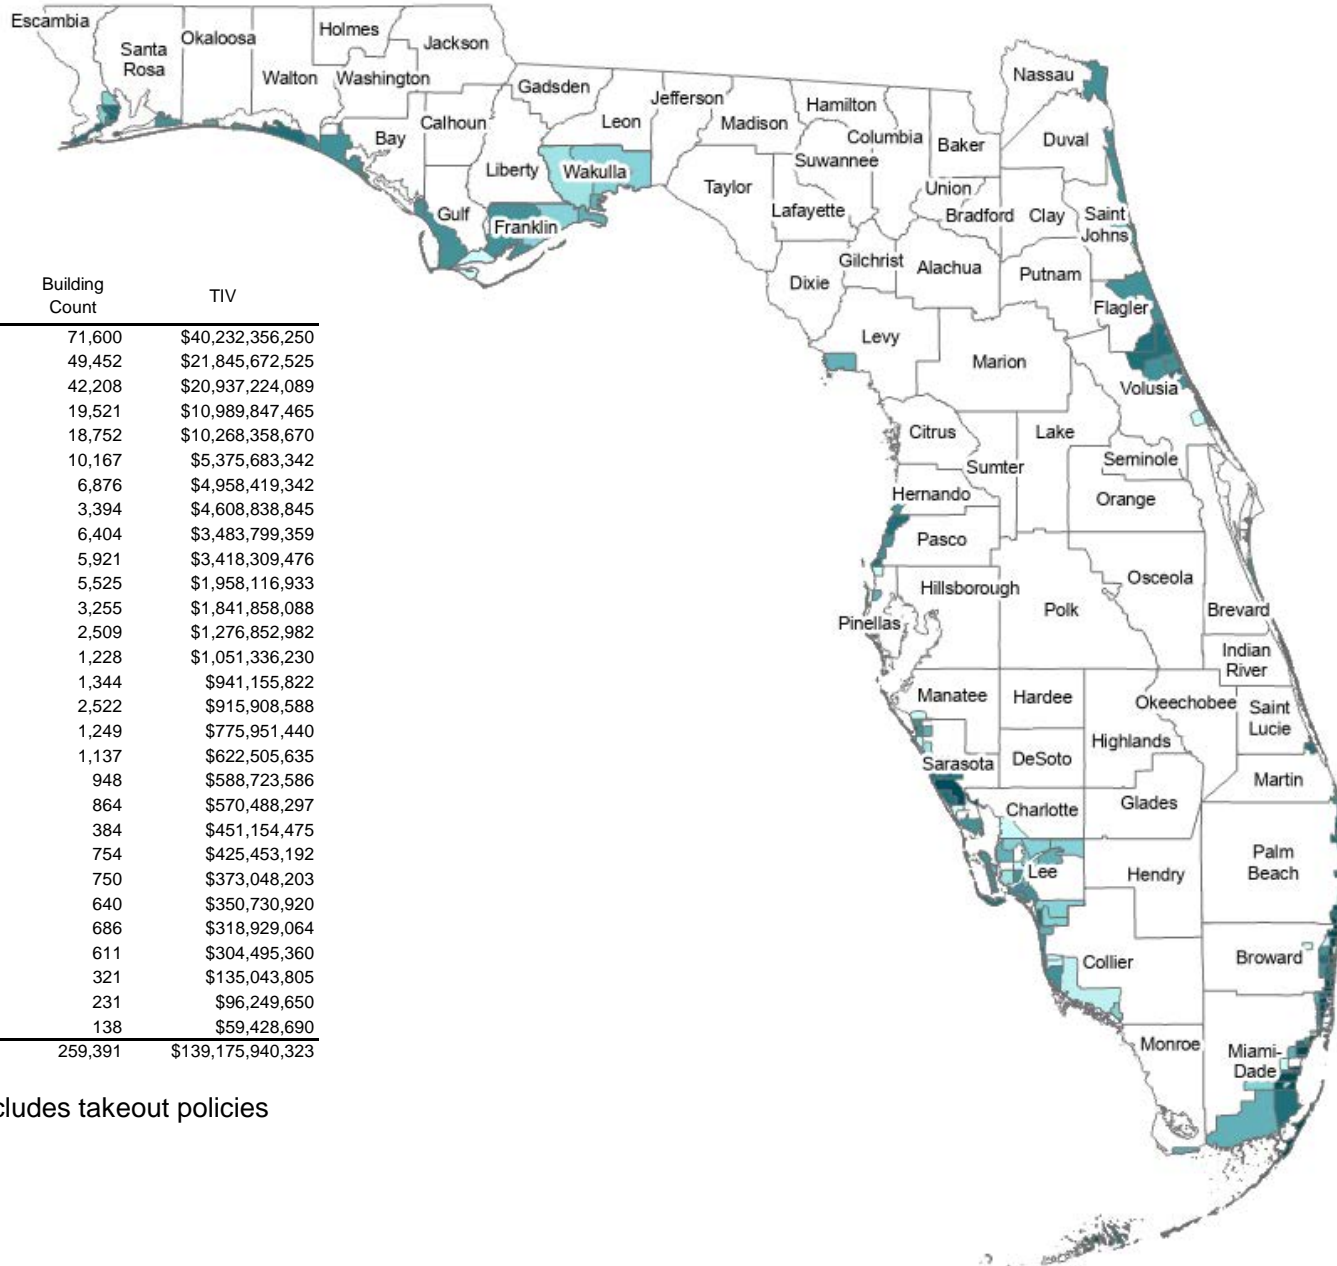 Escambia
Santa
Rosa
Okaloosa
Holmes
Jackson
Walton
Washington
Bay
Calhoun
Gadsden
Liberty
Gulf
Franklin
Wakulla
Leon
Jefferson
Madison
Taylor
Hamilton
Columbia
Suwannee
Lafayette
Baker
Union
Bradford
Nassau
Duval
Clay
Saint
Johns
Gilchrist
Alachua
Putnam
Dixie
Flagler
Levy
Marion
Volusia
Citrus
Lake
Sumter
Seminole
Hernando
Orange
Pasco
Hillsborough
Osceola
Polk
Brevard
Pinellas
Indian
River
Manatee
Hardee
Okeechobee
Saint
Lucie
Highlands
Sarasota
DeSoto
Martin
Charlotte
Glades
Palm
Beach
Lee
Hendry
Broward
Collier
Monroe
Miami-
Dade
Building
Count TIV
71,600 $40,232,356,250
49,452 $21,845,672,525
42,208 $20,937,224,089
19,521 $10,989,847,465
18,752 $10,268,358,670
10,167 $5,375,683,342
6,876 $4,958,419,342
3,394 $4,608,838,845
6,404 $3,483,799,359
5,921 $3,418,309,476
5,525 $1,958,116,933
3,255 $1,841,858,088
2,509 $1,276,852,982
1,228 $1,051,336,230
1,344 $941,155,822
2,522 $915,908,588
1,249 $775,951,440
1,137 $622,505,635
948 $588,723,586
864 $570,488,297
384 $451,154,475
754 $425,453,192
750 $373,048,203
640 $350,730,920
686 $318,929,064
611 $304,495,360
321 $135,043,805
231 $96,249,650
138 $59,428,690
259,391 $139,175,940,323
cludes takeout policies